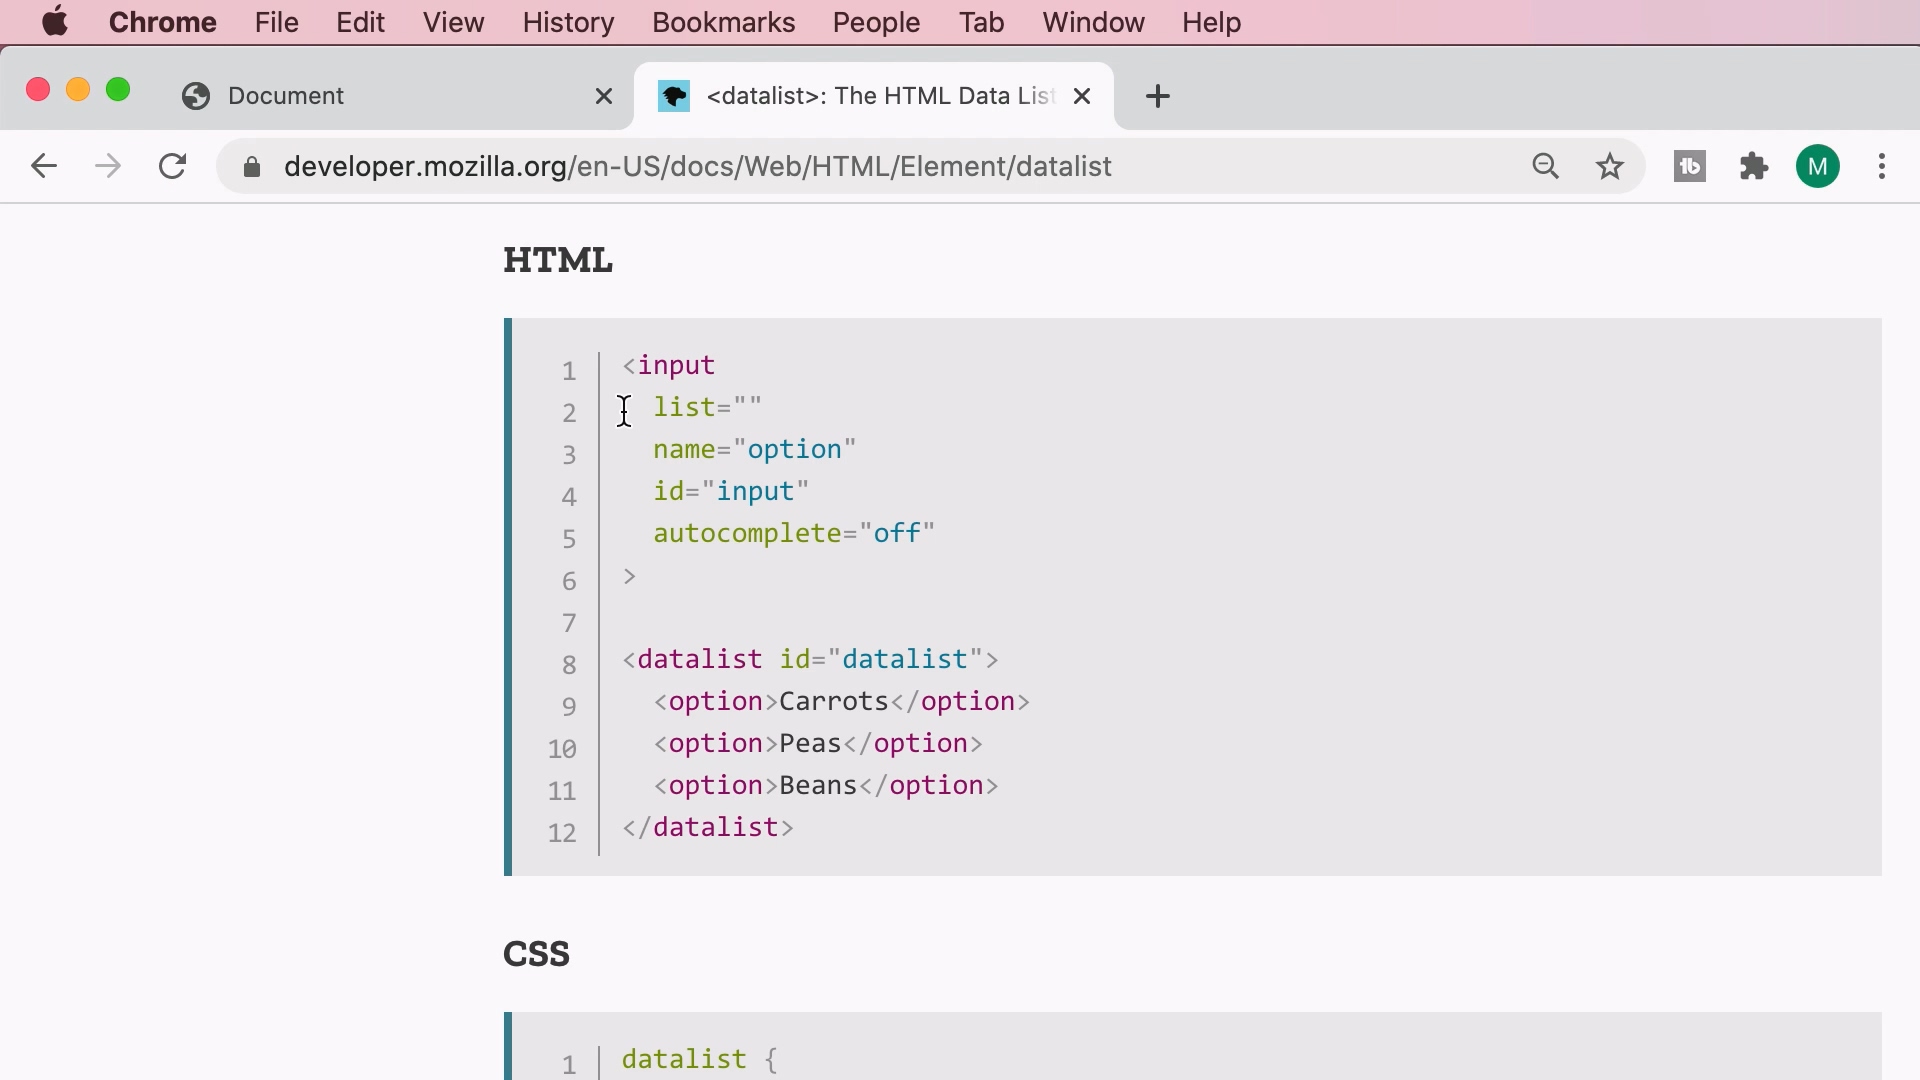 Chrome File Edit View History Bookmarks People Tab Window Help
Document <datalist>: The HTML Data List
developer.mozilla.org/en-US/docs/Web/HTML/Element/datalist M
HTML
1 <input
2 list=""
3 name="option"
4 id="input"
5 autocomplete="off"
6 >
7
8 <datalist id="datalist">
9 <option>Carrots</option>
10 <option>Peas</option>
11 <option>Beans</option>
12 </datalist>
CSS
1 datalist {